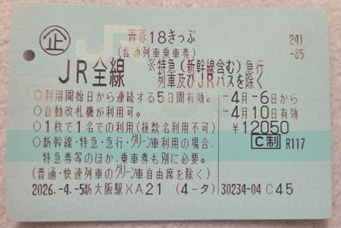 企
青春18きっぷ
241
-85
(普通列車乗車券)
JR全線
※特急(新幹線含む)急行
列車及びJRバスを除く
○利用開始日から連続する5日間有効。
-4月-6日から
○自動改札機が利用可。
-4月10日有効
○1枚で1名での利用(複数名利用不可)
¥12050
○新幹線・特急・急行・グリーン車利用の場合、
C制 R117
特急券等のほか、乗車券も別に必要。
(普通・快速列車のグリーン車自由席を除く)
2026.-4.-5新大阪駅×A21 (4-タ)
30234-04 C45